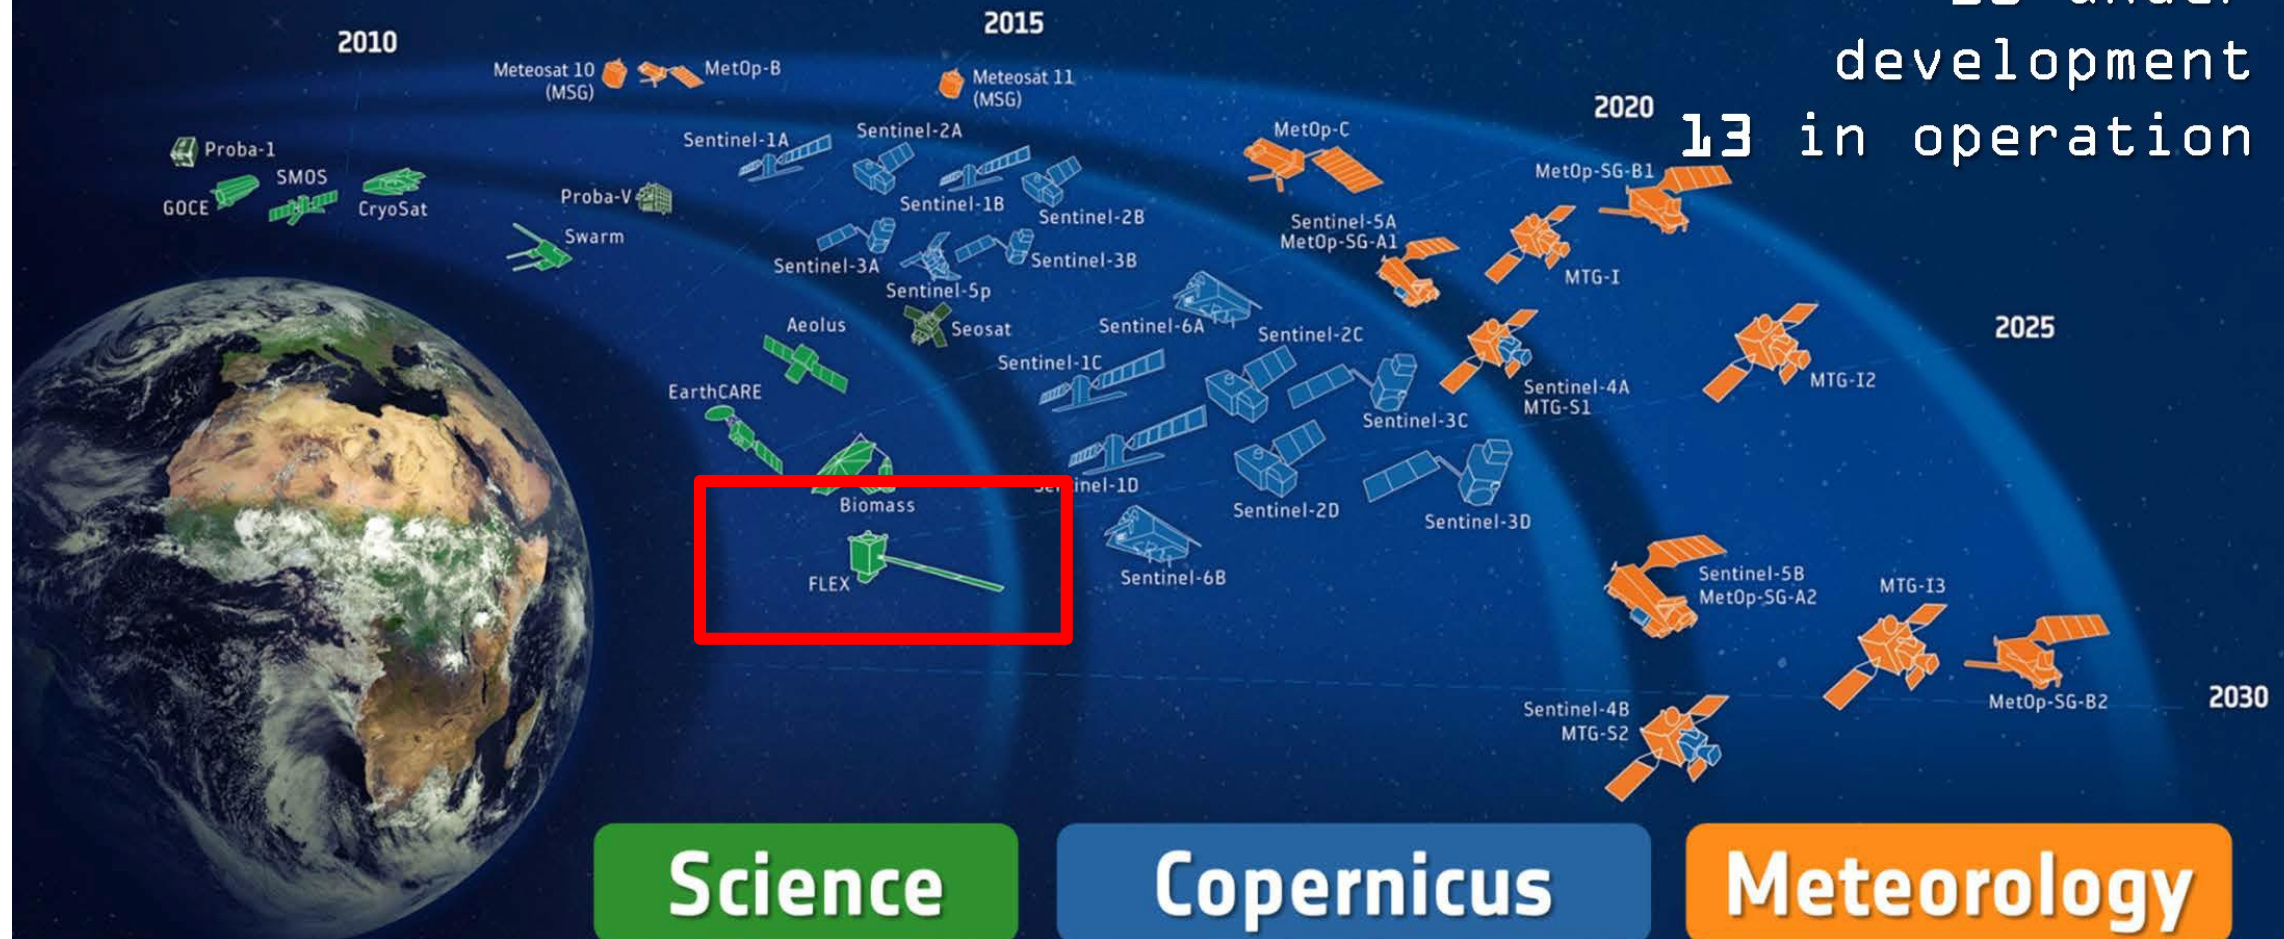 under
development
13 in operation
2010
2015
2020
2025
2030
Meteosat 10
(MSG)
MetOp-B
Meteosat 11
(MSG)
Proba-1
GOCE
SMOS
CryoSat
Proba-V
Swarm
Sentinel-1A
Sentinel-2A
Sentinel-1B
Sentinel-2B
MetOp-C
MetOp-SG-B1
Sentinel-3A
Sentinel-3B
Sentinel-5p
Sentinel-5A
MetOp-SG-A1
MTG-I
Aeolus
Seosat
Sentinel-6A
Sentinel-2C
Sentinel-1C
EarthCARE
Sentinel-3C
Sentinel-4A
MTG-S1
MTG-I2
Biomass
Sentinel-1D
Sentinel-2D
Sentinel-3D
FLEX
Sentinel-6B
Sentinel-5B
MetOp-SG-A2
MTG-I3
MetOp-SG-B2
Sentinel-4B
MTG-S2
Science
Copernicus
Meteorology